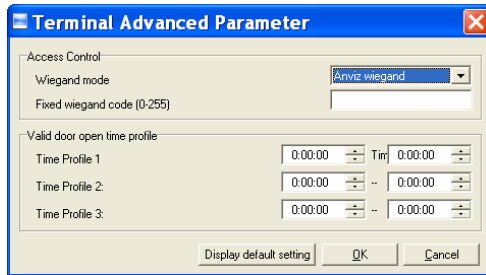 Terminal Advanced Parameter
Access Control
Wiegand mode Anviz wiegand
Fixed wiegand code (0-255)
Valid door open time profile
Time Profile 1 0:00:00 Tim 0:00:00
Time Profile 2: 0:00:00 -- 0:00:00
Time Profile 3: 0:00:00 -- 0:00:00
Display default setting OK Cancel